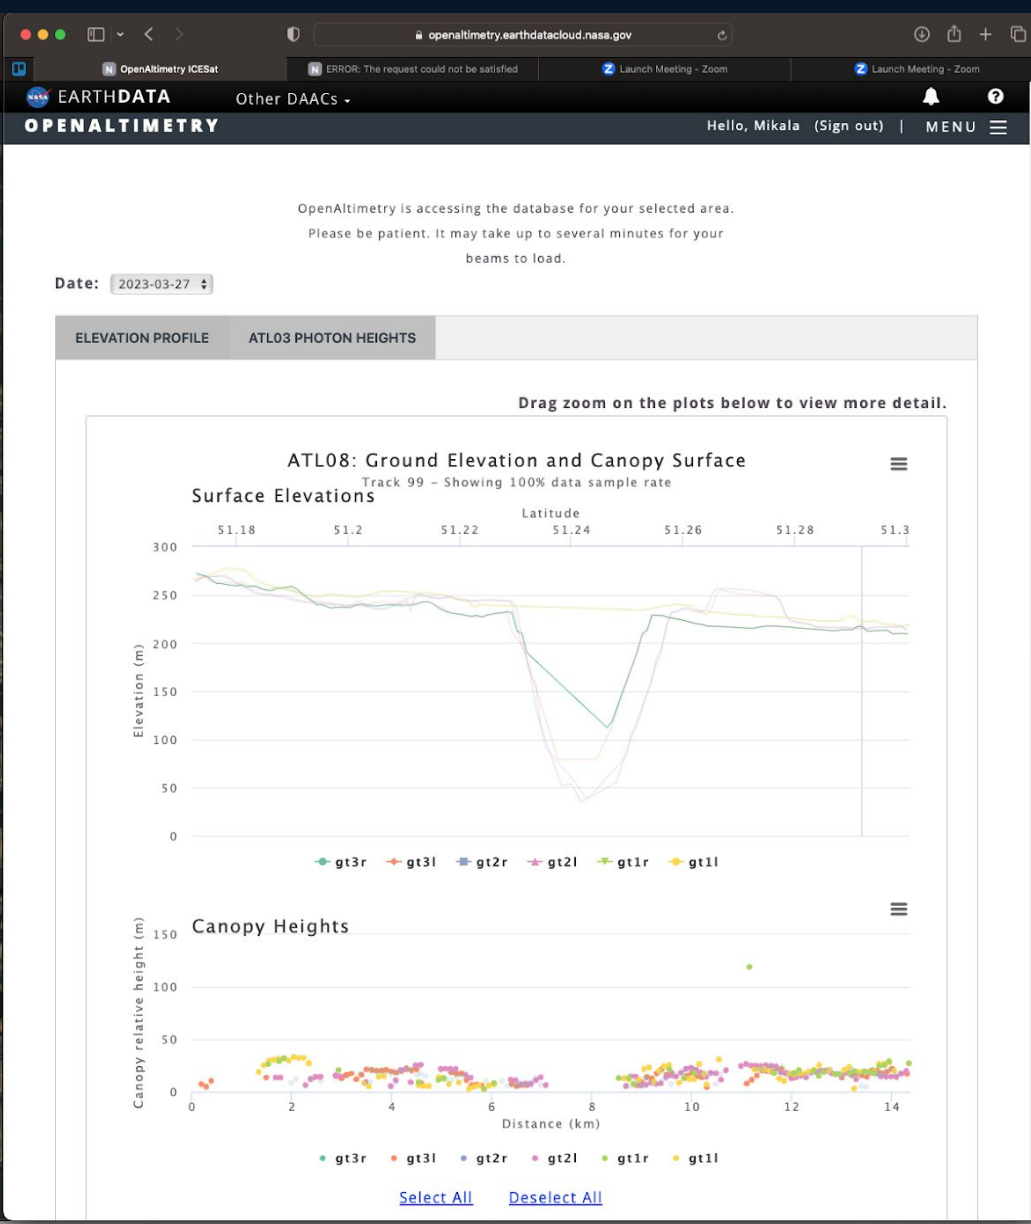 openaltimetry.earthdatacloud.nasa.gov
N OpenAltimetry ICESat
N ERROR: The request could not be satisfied
Z Launch Meeting - Zoom
Z Launch Meeting - Zoom
NASA EARTHDATA Other DAACs ?
OPENALTIMETRY Hello, Mikala (Sign out) | MENU
OpenAltimetry is accessing the database for your selected area.
Please be patient. It may take up to several minutes for your
beams to load.
Date: 2023-03-27
ELEVATION PROFILE ATL03 PHOTON HEIGHTS
Drag zoom on the plots below to view more detail.
ATL08: Ground Elevation and Canopy Surface
Track 99 – Showing 100% data sample rate
Surface Elevations
Latitude
51.18 51.2 51.22 51.24 51.26 51.28 51.3
300
250
200
150
100
50
0
Elevation (m)
gt3r gt3l gt2r gt2l gt1r gt1l
Canopy Heights
150
100
50
0
Canopy relative height (m)
0 2 4 6 8 10 12 14
Distance (km)
gt3r gt3l gt2r gt2l gt1r gt1l
Select All Deselect All